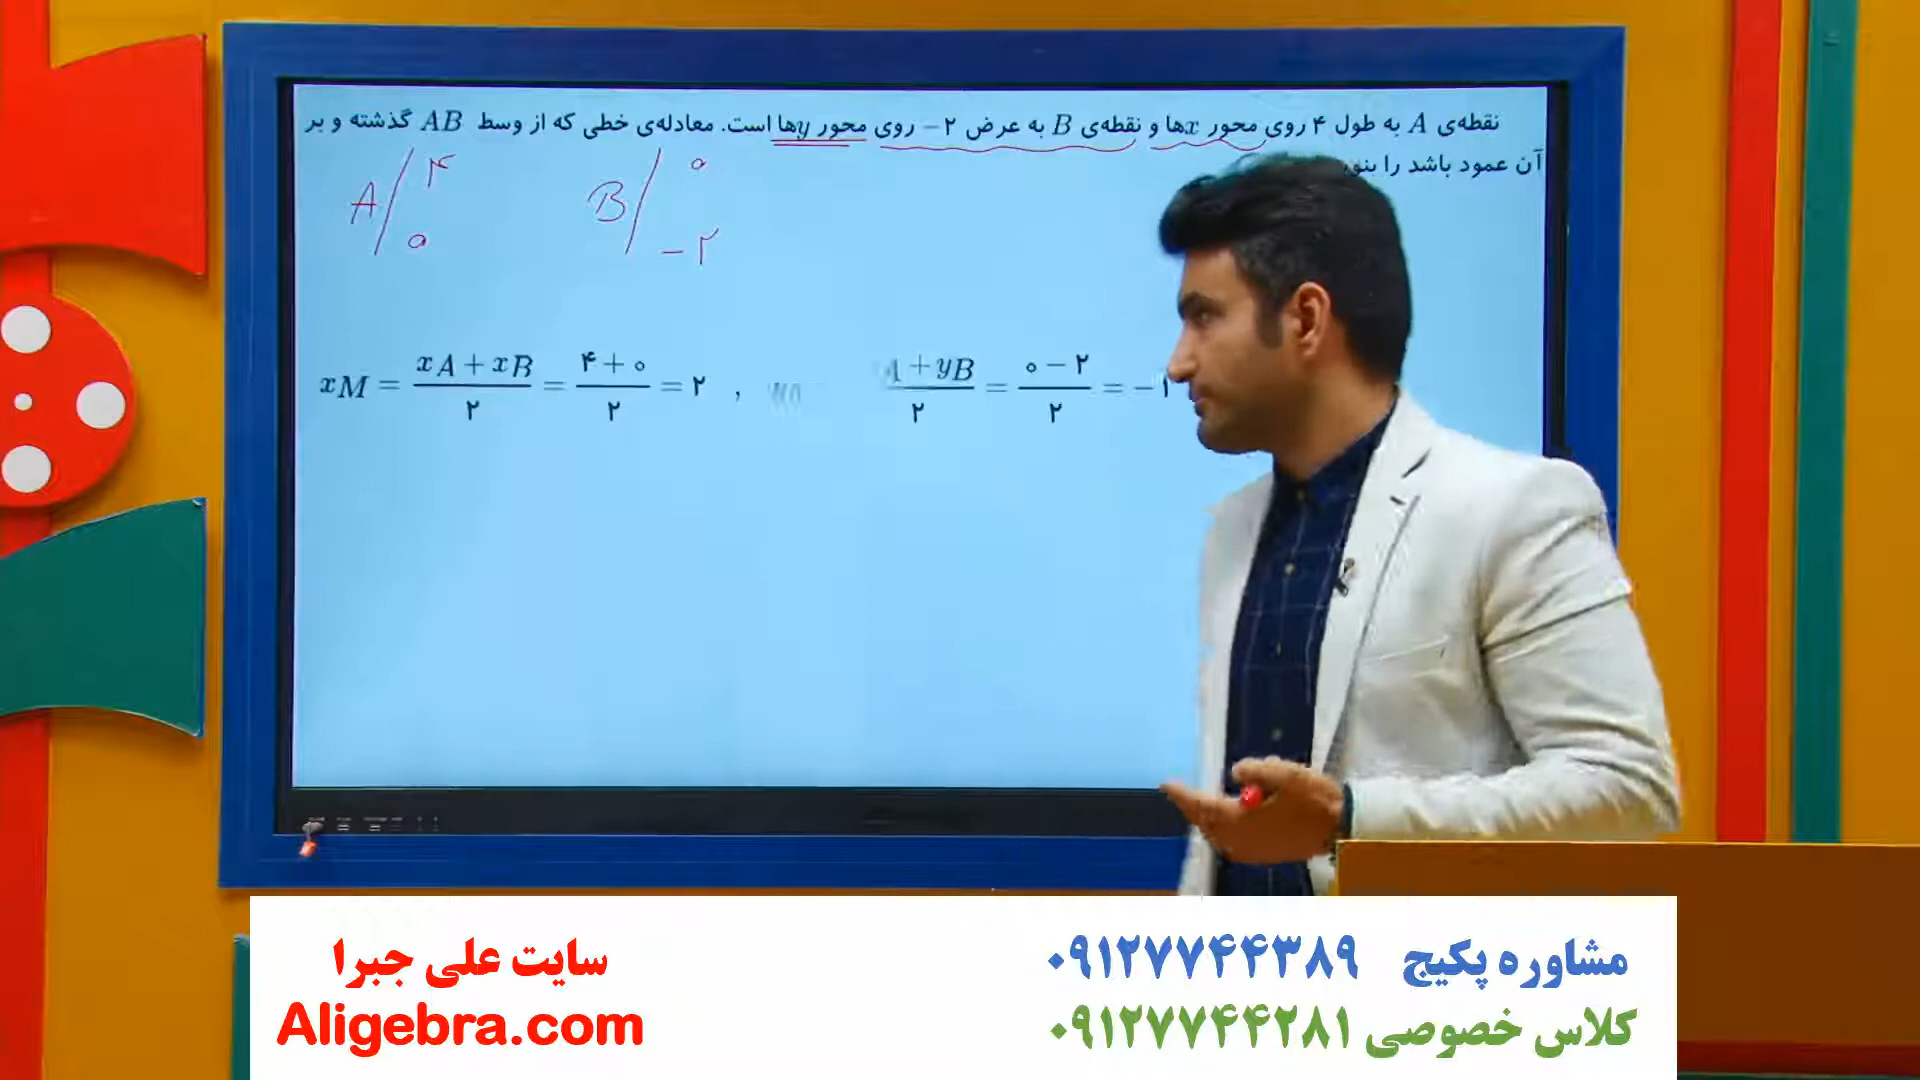 نقطه‌ی A به طول ۴ روی محور xها و نقطه‌ی B به عرض ۲− روی محور yها است. معادله‌ی خطی که از وسط AB گذشته و بر
آن عمود باشد را
A ۴ ۰
B ۰ −۲
xM = (xA + xB)/۲ = (۴ + ۰)/۲ = ۲ , + yB/۲ = (۰ − ۲)/۲ = −۱
سایت علی جبرا
Aligebra.com
مشاوره پکیج ۰۹۱۲۷۷۴۴۳۸۹
کلاس خصوصی ۰۹۱۲۷۷۴۴۲۸۱